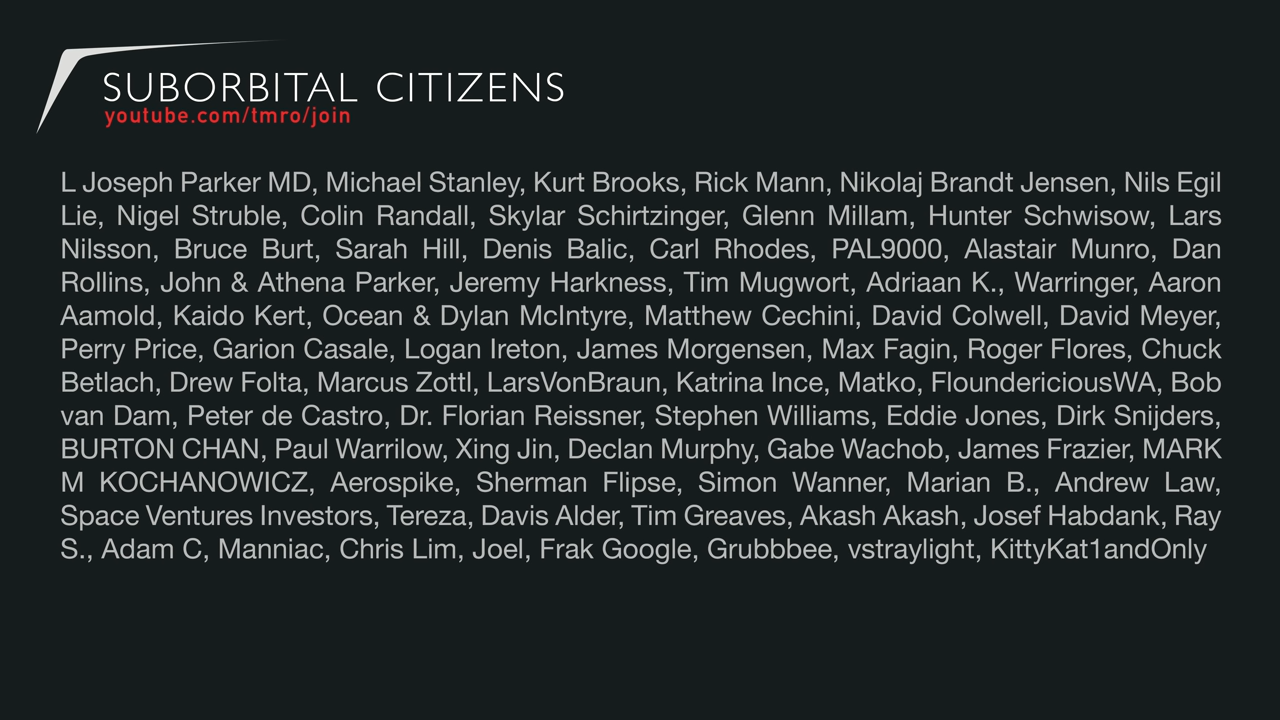 SUBORBITAL CITIZENS
youtube.com/tmro/join
L Joseph Parker MD, Michael Stanley, Kurt Brooks, Rick Mann, Nikolaj Brandt Jensen, Nils Egil
Lie, Nigel Struble, Colin Randall, Skylar Schirtzinger, Glenn Millam, Hunter Schwisow, Lars
Nilsson, Bruce Burt, Sarah Hill, Denis Balic, Carl Rhodes, PAL9000, Alastair Munro, Dan
Rollins, John & Athena Parker, Jeremy Harkness, Tim Mugwort, Adriaan K., Warringer, Aaron
Aamold, Kaido Kert, Ocean & Dylan McIntyre, Matthew Cechini, David Colwell, David Meyer,
Perry Price, Garion Casale, Logan Ireton, James Morgensen, Max Fagin, Roger Flores, Chuck
Betlach, Drew Folta, Marcus Zottl, LarsVonBraun, Katrina Ince, Matko, FloundericiousWA, Bob
van Dam, Peter de Castro, Dr. Florian Reissner, Stephen Williams, Eddie Jones, Dirk Snijders,
BURTON CHAN, Paul Warrilow, Xing Jin, Declan Murphy, Gabe Wachob, James Frazier, MARK
M KOCHANOWICZ, Aerospike, Sherman Flipse, Simon Wanner, Marian B., Andrew Law,
Space Ventures Investors, Tereza, Davis Alder, Tim Greaves, Akash Akash, Josef Habdank, Ray
S., Adam C, Manniac, Chris Lim, Joel, Frak Google, Grubbbee, vstraylight, KittyKat1andOnly